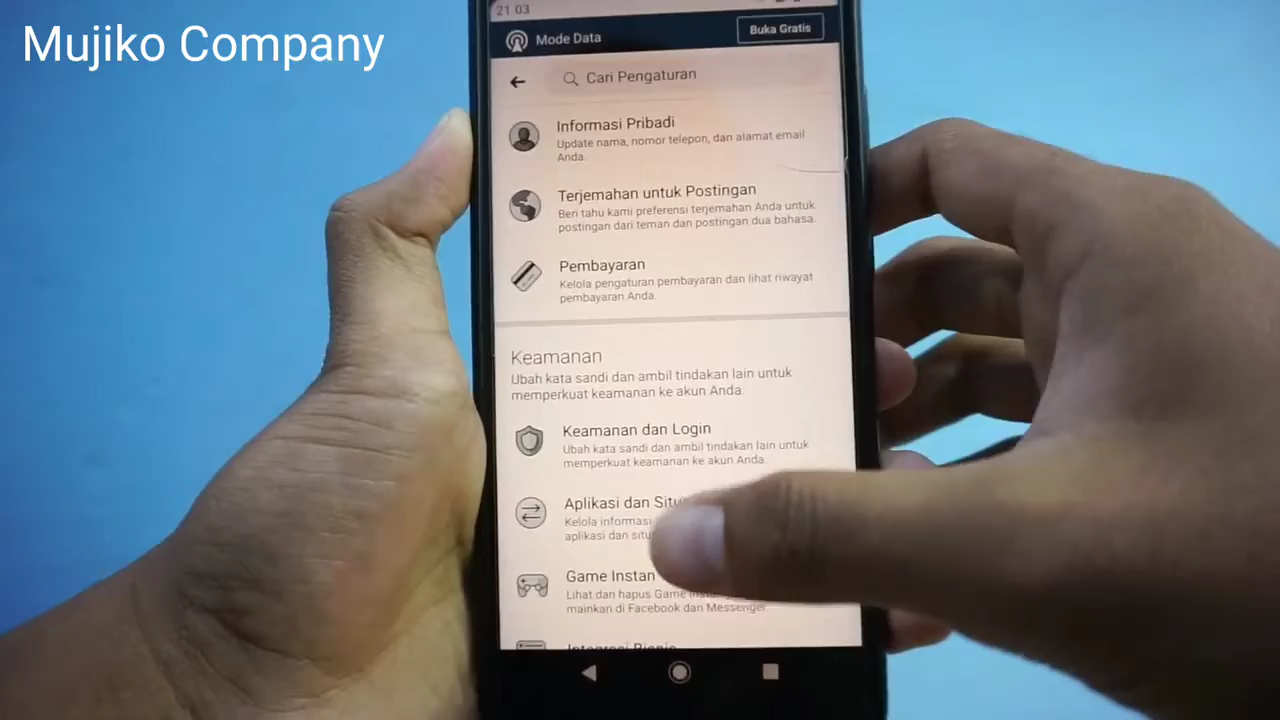 Mujiko Company
21.03
Mode Data
Buka Gratis
Cari Pengaturan
Informasi Pribadi
Update nama, nomor telepon, dan alamat email
Anda.
Terjemahan untuk Postingan
Beri tahu kami preferensi terjemahan Anda untuk
postingan dari teman dan postingan dua bahasa.
Pembayaran
Kelola pengaturan pembayaran dan lihat riwayat
pembayaran Anda.
Keamanan
Ubah kata sandi dan ambil tindakan lain untuk
memperkuat keamanan ke akun Anda.
Keamanan dan Login
Ubah kata sandi dan ambil tindakan lain untuk
memperkuat keamanan ke akun Anda.
Aplikasi dan Situ
Kelola informasi
aplikasi dan situ
Game Instan
Lihat dan hapus Game
mainkan di Facebook dan Messenger.
Integrasi Bisnis